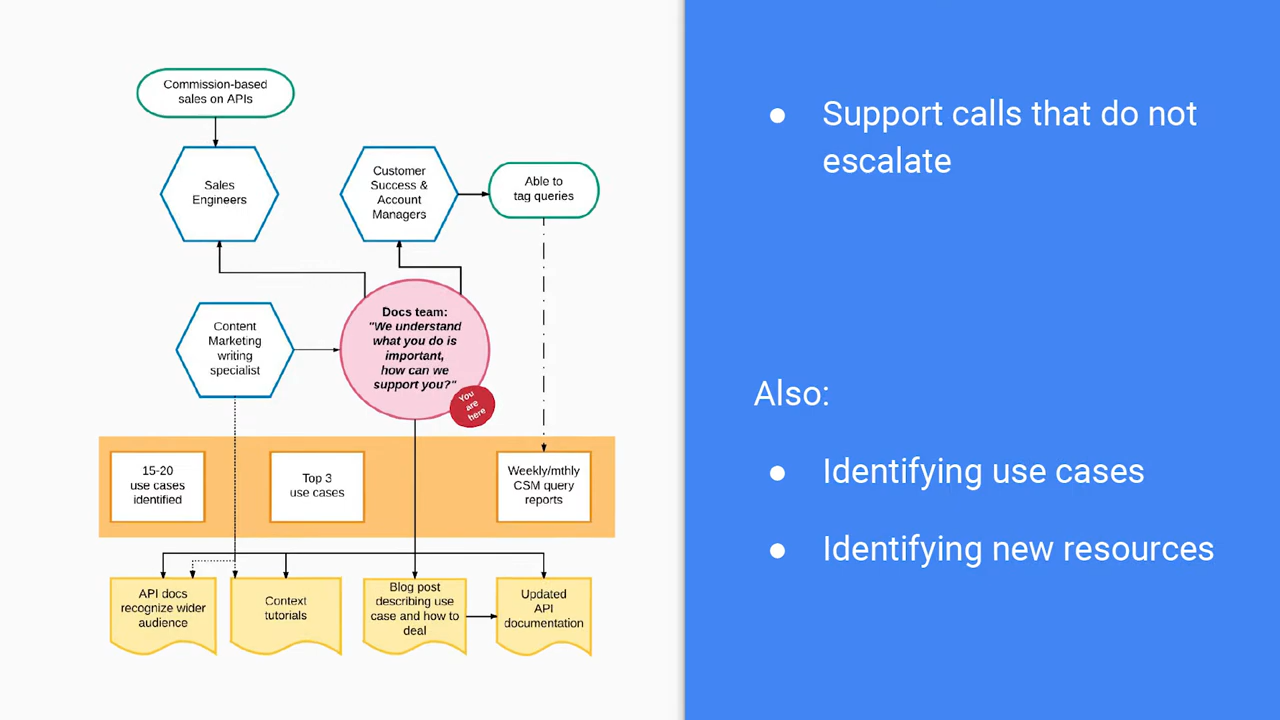 Commission-based
sales on APIs
Sales
Engineers
Customer
Success &
Account
Managers
Able to
tag queries
Content
Marketing
writing
specialist
Docs team:
"We understand
what you do is
important,
how can we
support you?"
You
are
here
15-20
use cases
identified
Top 3
use cases
Weekly/mthly
CSM query
reports
API docs
recognize wider
audience
Context
tutorials
Blog post
describing use
case and how to
deal
Updated
API
documentation
● Support calls that do not
escalate
Also:
● Identifying use cases
● Identifying new resources